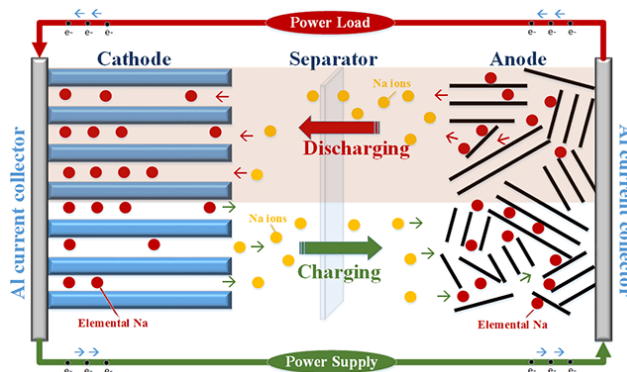 Power Load
e- e- e-
e- e- e-
Cathode
Separator
Anode
Na ions
Discharging
Al current collector
Al current collector
Na ions
Charging
Elemental Na
Elemental Na
Power Supply
e- e- e-
e- e- e-